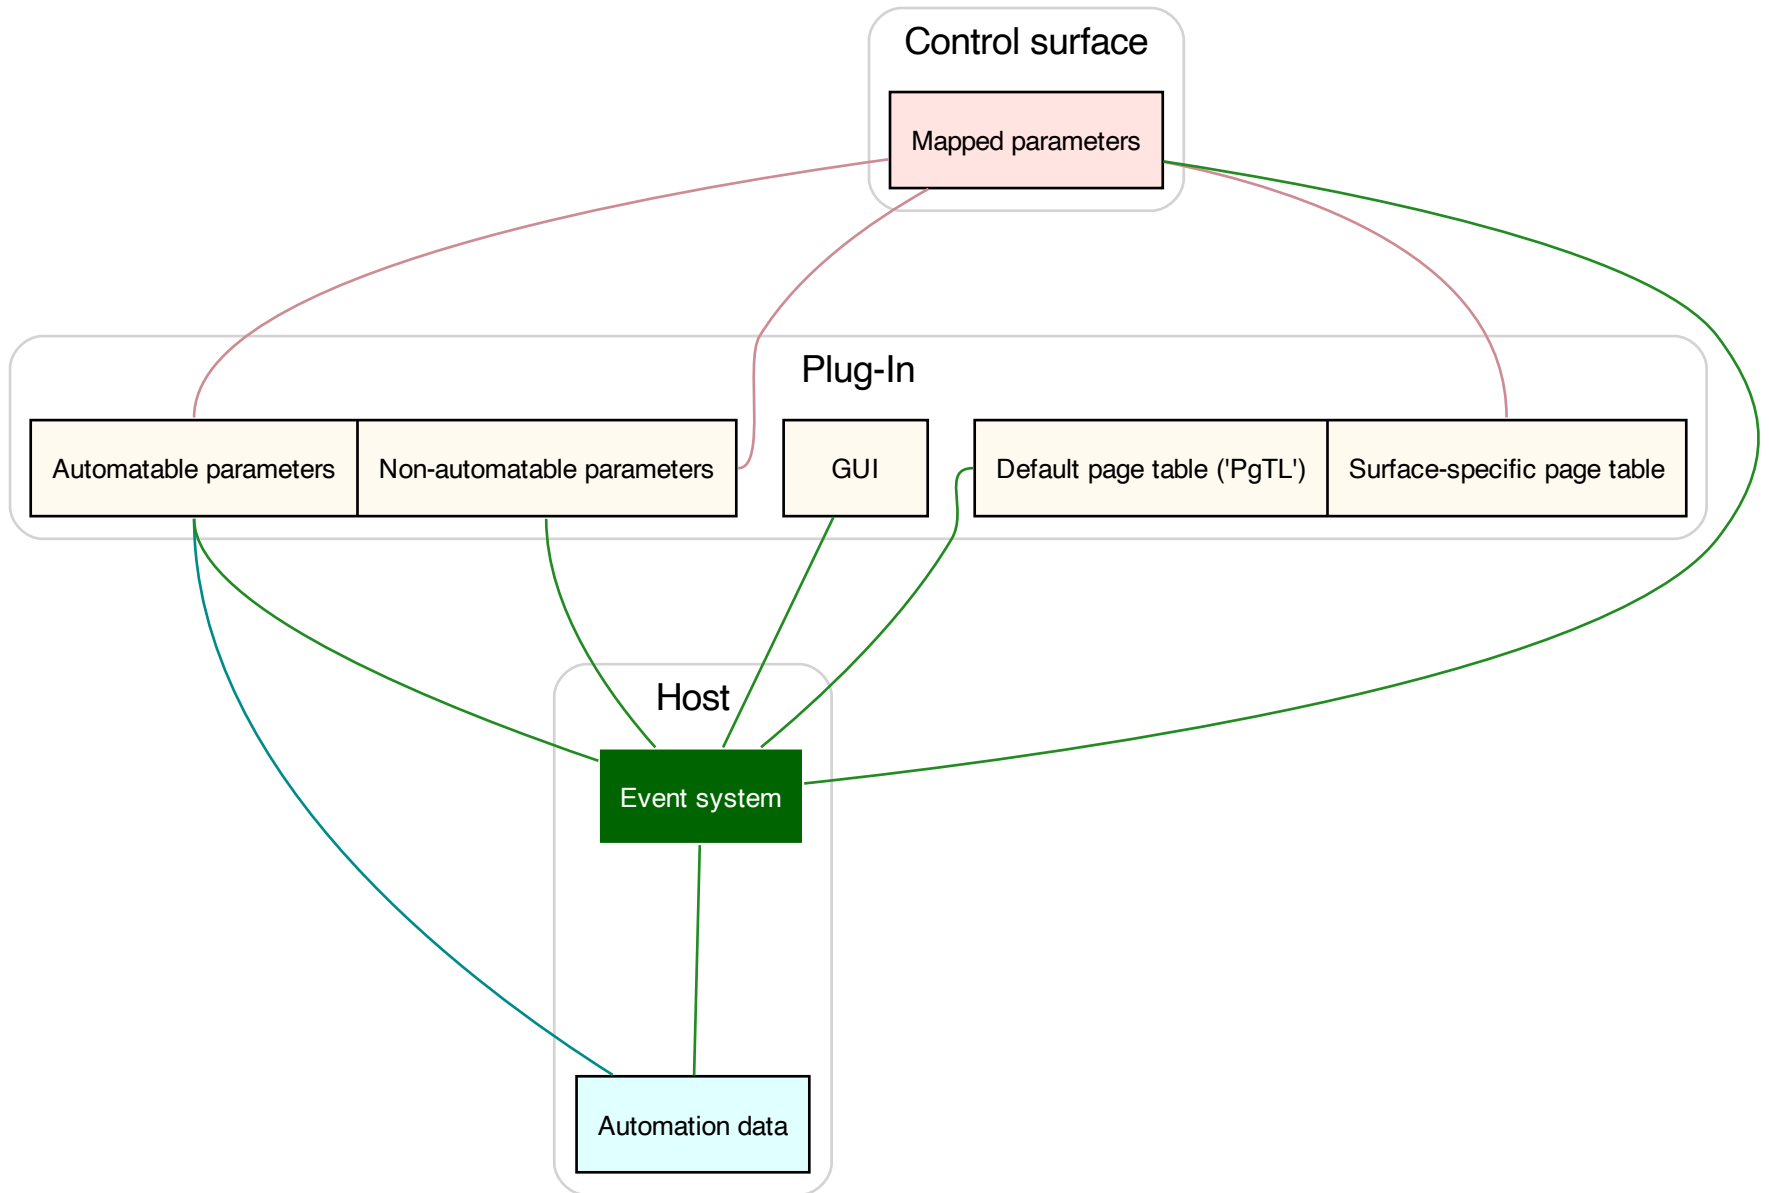 Control surface
Mapped parameters
Plug-In
Automatable parameters
Non-automatable parameters
GUI
Default page table ('PgTL')
Surface-specific page table
Host
Event system
Automation data